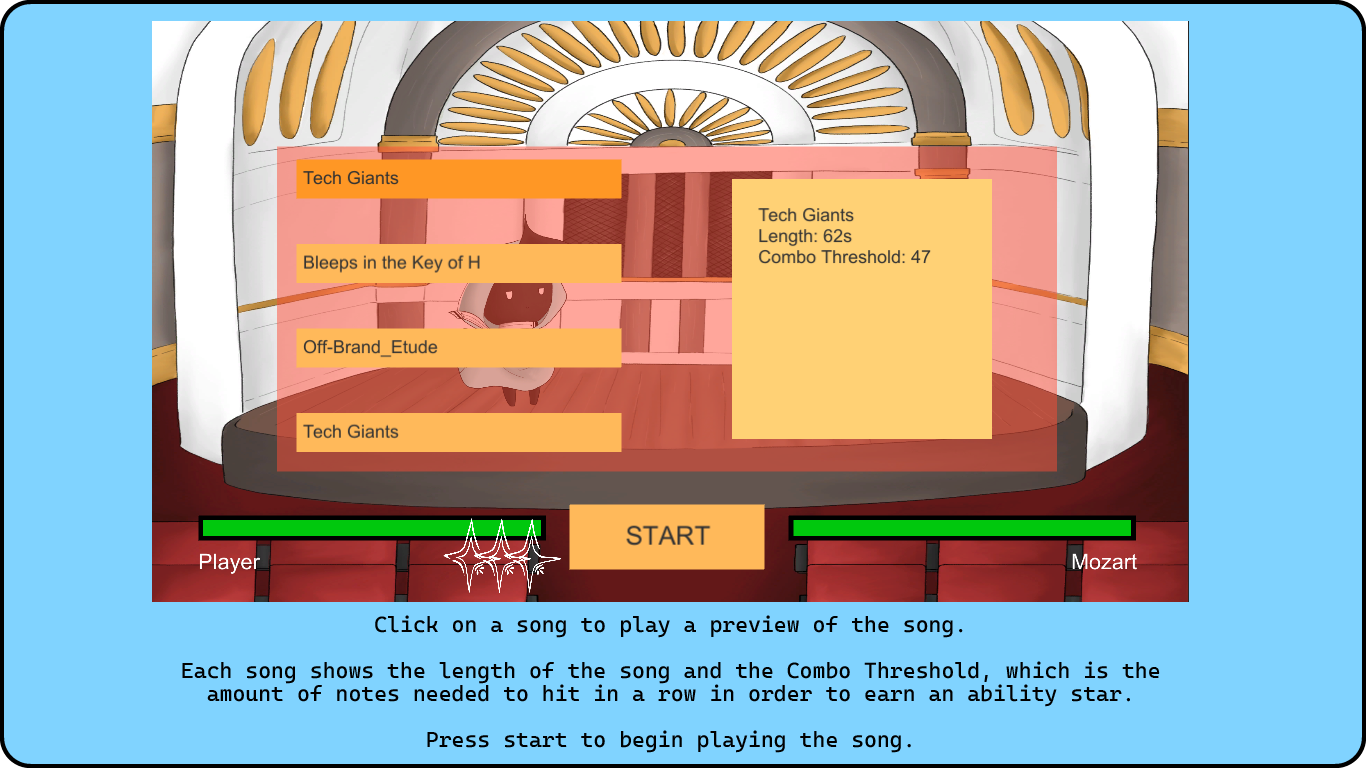 Tech Giants
Bleeps in the Key of H
Off-Brand_Etude
Tech Giants
Tech Giants
Length: 62s
Combo Threshold: 47
START
Player
Mozart
Click on a song to play a preview of the song.
Each song shows the length of the song and the Combo Threshold, which is the
amount of notes needed to hit in a row in order to earn an ability star.
Press start to begin playing the song.